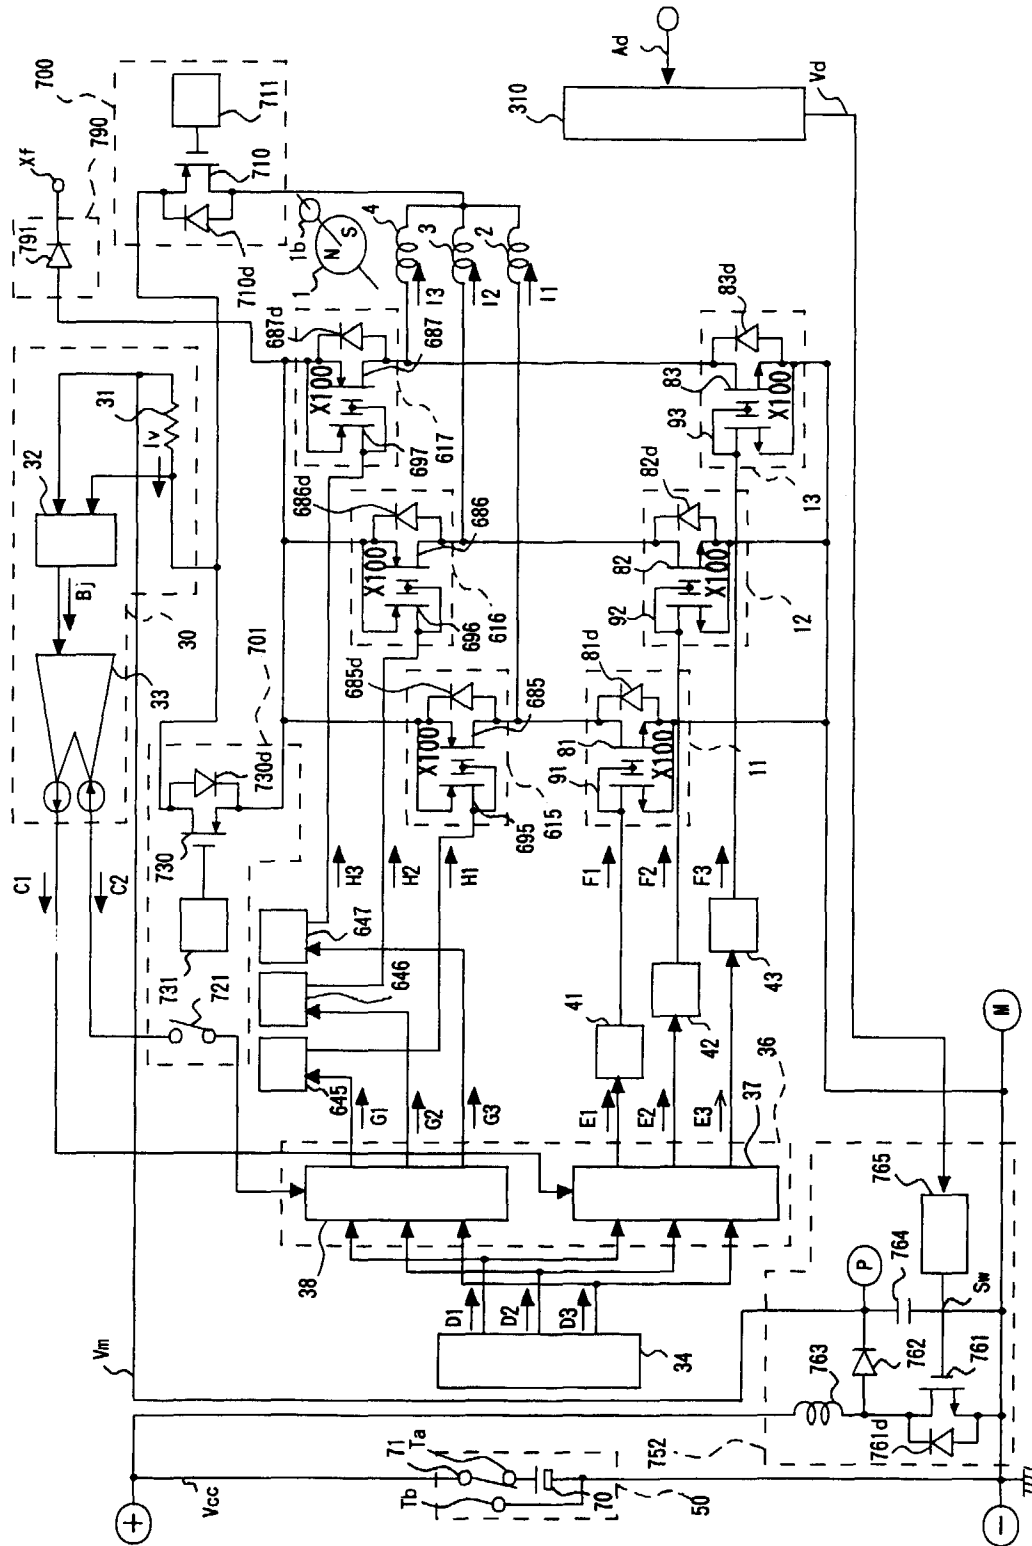 700
790
Xf
791
711
710
710d
1b
1
N
S
4
3
2
I3
I2
I1
310
Ad
Vd
31
Iv
32
Bj
30
33
C1
C2
701
730d
730
731
721
687d
X100
687
697
617
686d
X100
686
696
616
685d
X100
685
695
615
83d
83
X100
93
13
82d
82
X100
92
12
81d
81
X100
91
11
H3
H2
H1
647
646
645
F1
F2
F3
41
42
43
36
37
G1
G2
G3
E1
E2
E3
38
D1
D2
D3
34
765
764
P
Sw
762
761
763
761d
752
M
Vm
71
Ta
Tb
70
50
Vcc
+
−